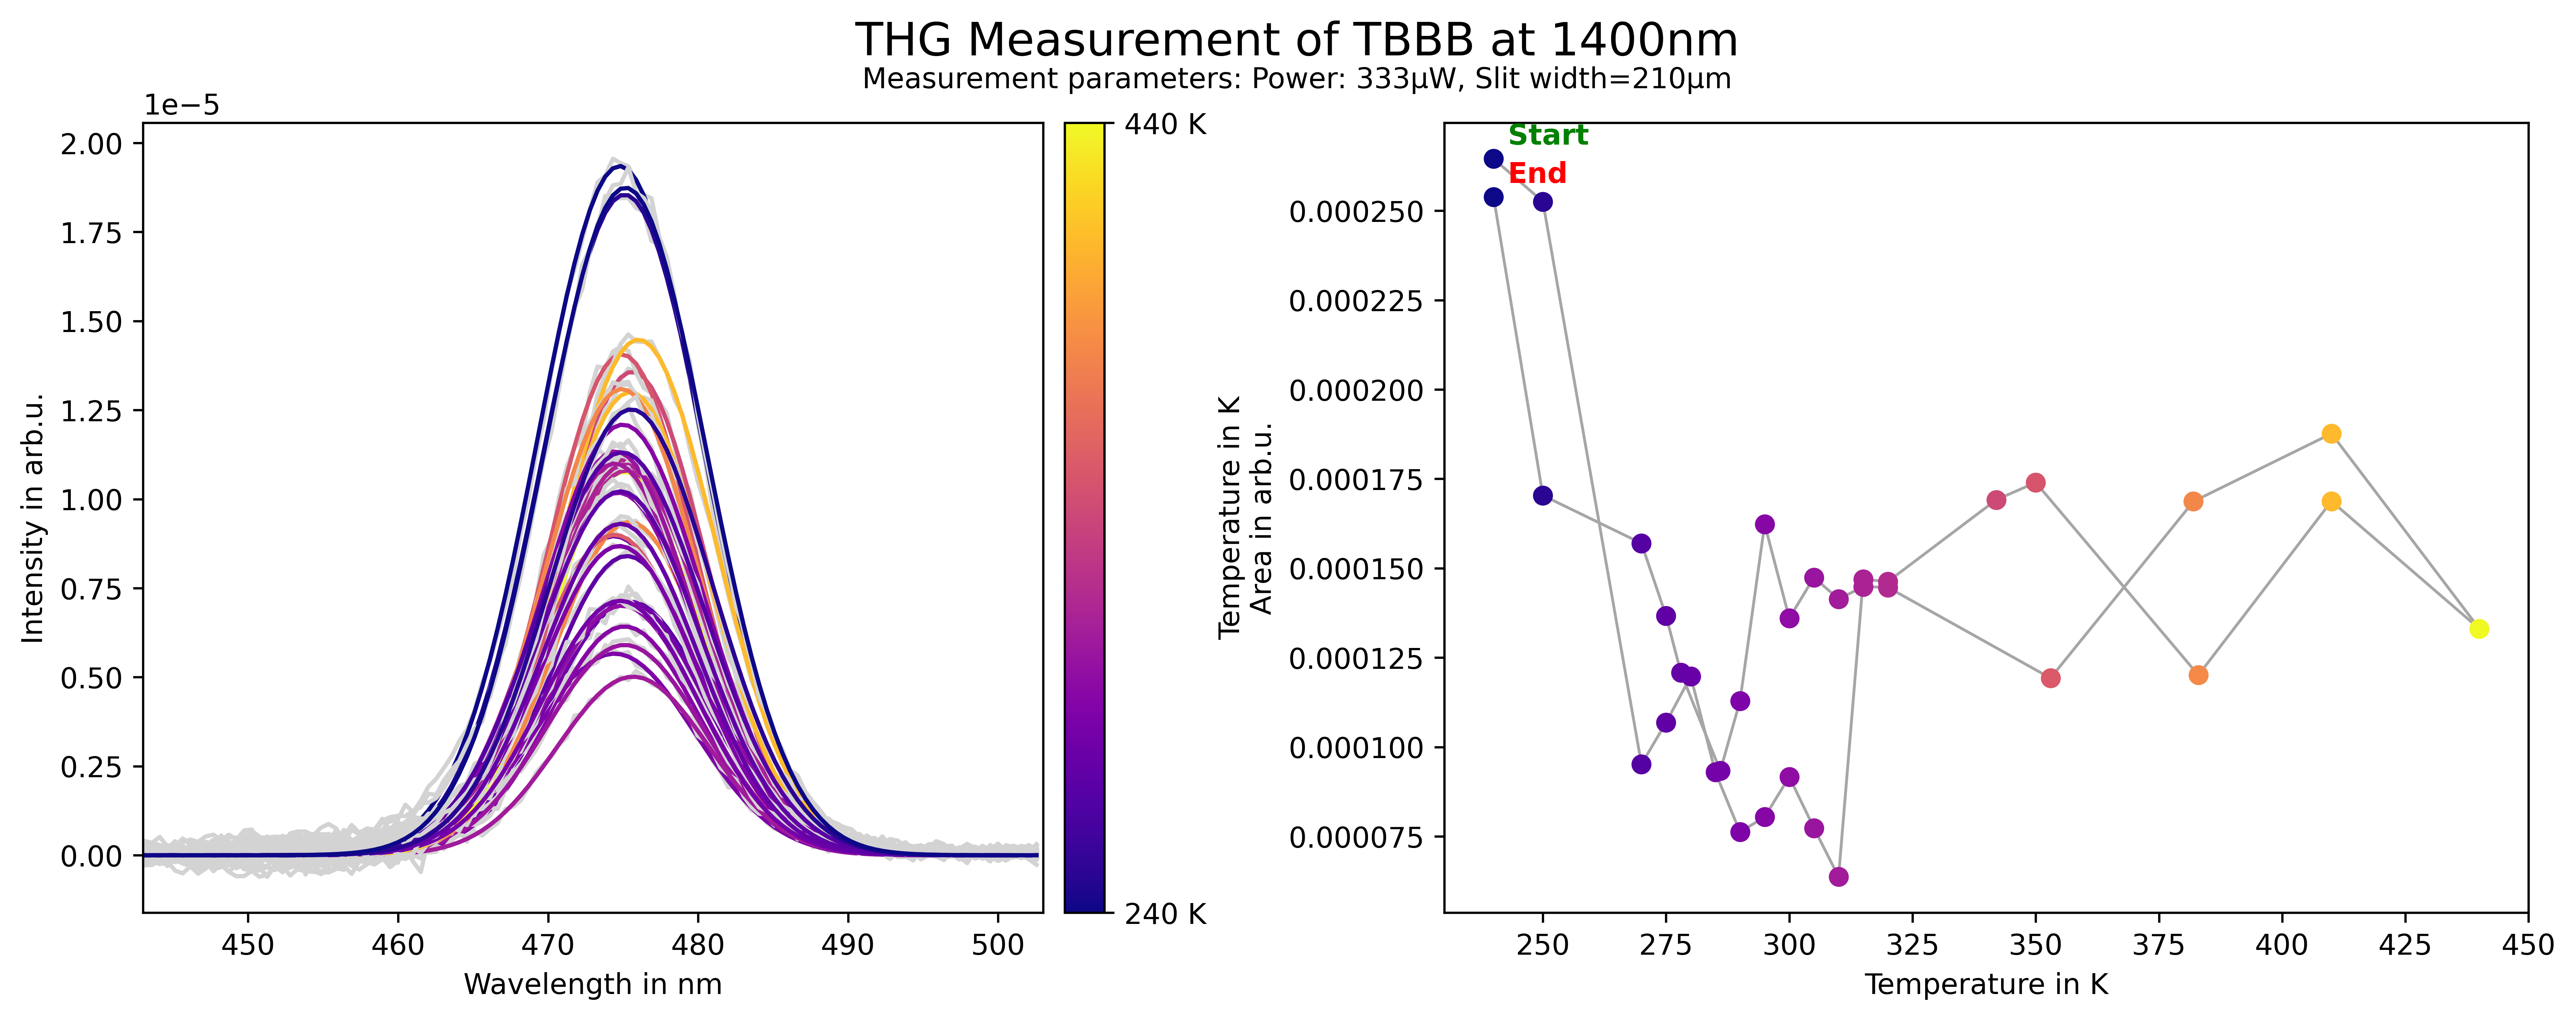 THG Measurement of TBBB at 1400nm
Measurement parameters: Power: 333μW, Slit width=210μm
1e−5
2.00
1.75
1.50
1.25
1.00
0.75
0.50
0.25
0.00
Intensity in arb.u.
450 460 470 480 490 500
Wavelength in nm
440 K
240 K
Temperature in K
Area in arb.u.
0.000250
0.000225
0.000200
0.000175
0.000150
0.000125
0.000100
0.000075
Start
End
250 275 300 325 350 375 400 425 450
Temperature in K